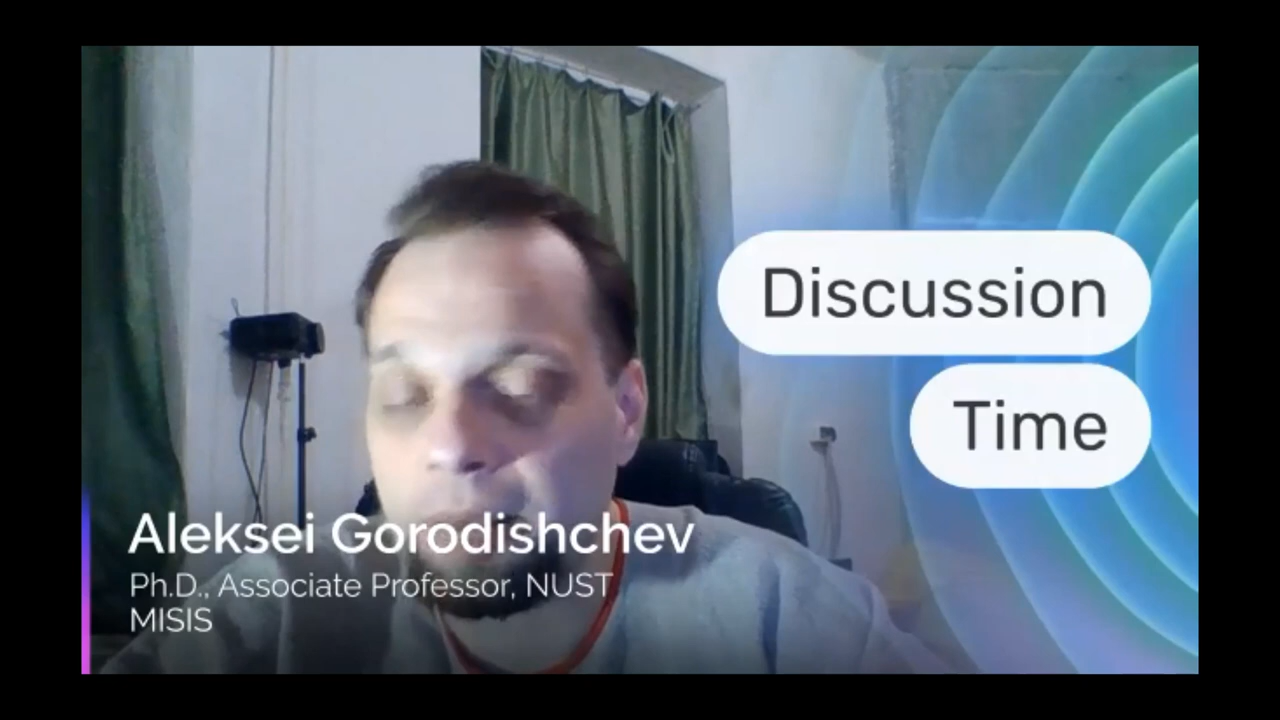 Discussion
Time
Aleksei Gorodishchev
Ph.D., Associate Professor, NUST
MISIS